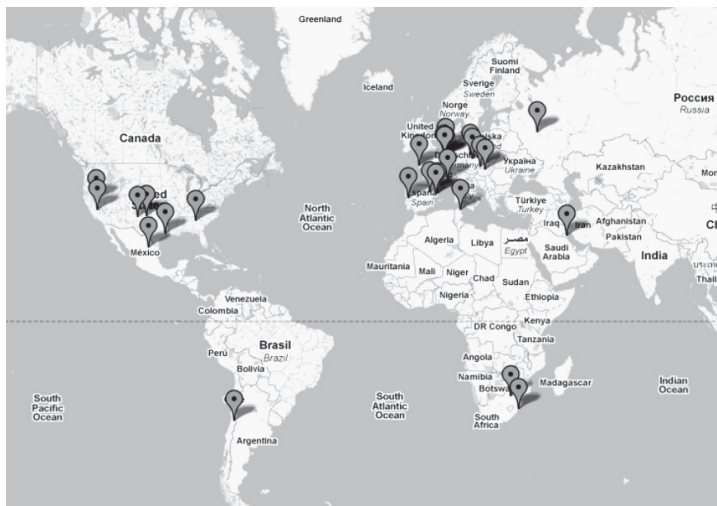 Greenland
Iceland
Suomi
Finland
Sverige
Sweden
Norge
Norway
Россия
Russia
United
Kingdom
Canada
Україна
Ukraine
Kazakhstan
North
Atlantic
Ocean
España
Spain
Türkiye
Turkey
Iraq
Iran
Afghanistan
Pakistan
México
Algeria
Libya
مصر
Egypt
Saudi
Arabia
India
Mauritania
Mali
Niger
Chad
Sudan
Nigeria
Ethiopia
Venezuela
Colombia
DR Congo
Kenya
Tanzania
Perú
Brasil
Brazil
Bolivia
Angola
Namibia
Madagascar
South
Pacific
Ocean
South
Atlantic
Ocean
Indian
Ocean
South
Africa
Argentina